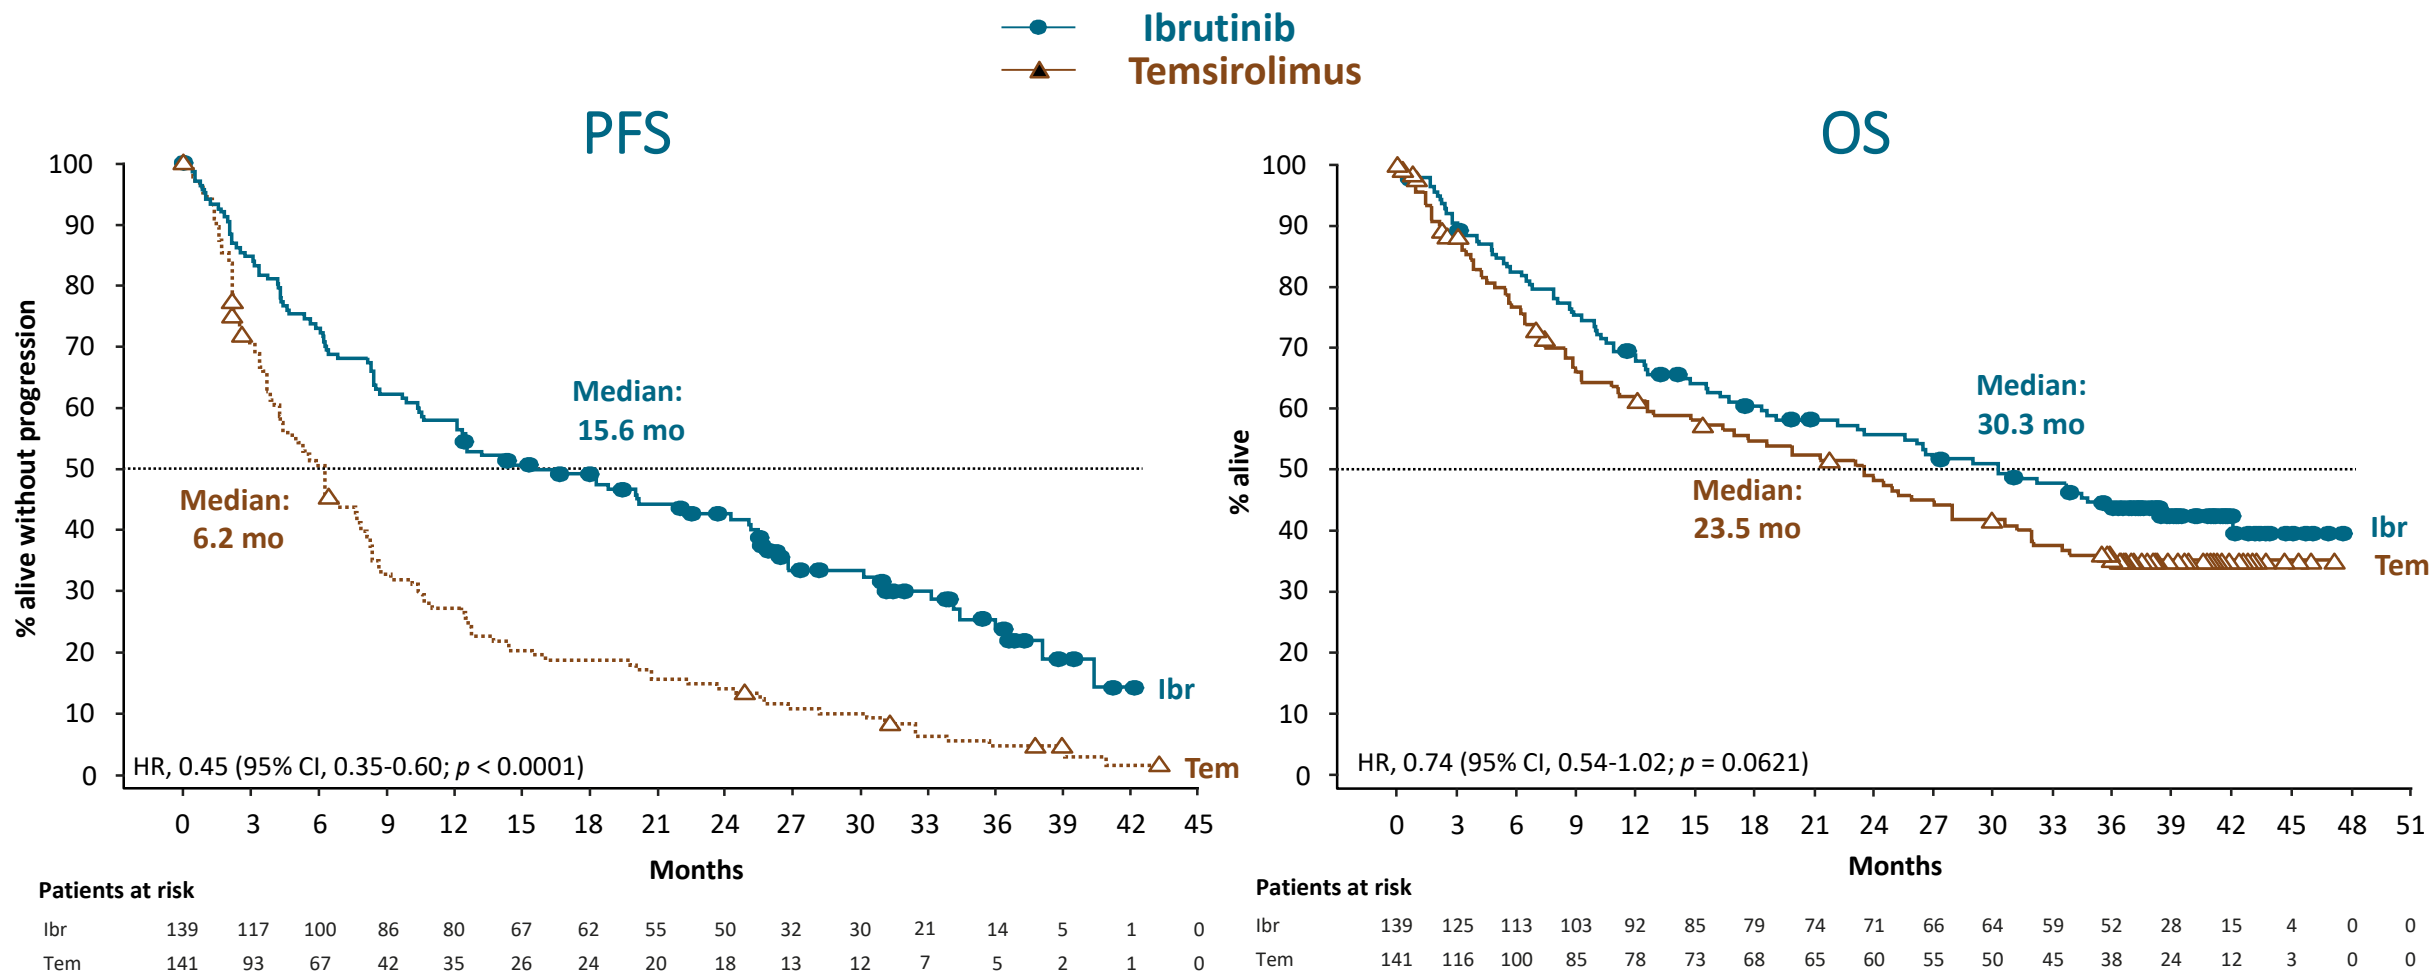 Ibrutinib
Temsirolimus
PFS
% alive without progression
100
90
80
70
60
50
40
30
20
10
0
Median:
15.6 mo
Median:
6.2 mo
Ibr
Tem
HR, 0.45 (95% CI, 0.35-0.60; p < 0.0001)
0 3 6 9 12 15 18 21 24 27 30 33 36 39 42 45
Months
Patients at risk
Ibr 139 117 100 86 80 67 62 55 50 32 30 21 14 5 1 0
Tem 141 93 67 42 35 26 24 20 18 13 12 7 5 2 1 0
OS
% alive
100
90
80
70
60
50
40
30
20
10
0
Median:
30.3 mo
Median:
23.5 mo
Ibr
Tem
HR, 0.74 (95% CI, 0.54-1.02; p = 0.0621)
0 3 6 9 12 15 18 21 24 27 30 33 36 39 42 45 48 51
Months
Patients at risk
Ibr 139 125 113 103 92 85 79 74 71 66 64 59 52 28 15 4 0 0
Tem 141 116 100 85 78 73 68 65 60 55 50 45 38 24 12 3 0 0